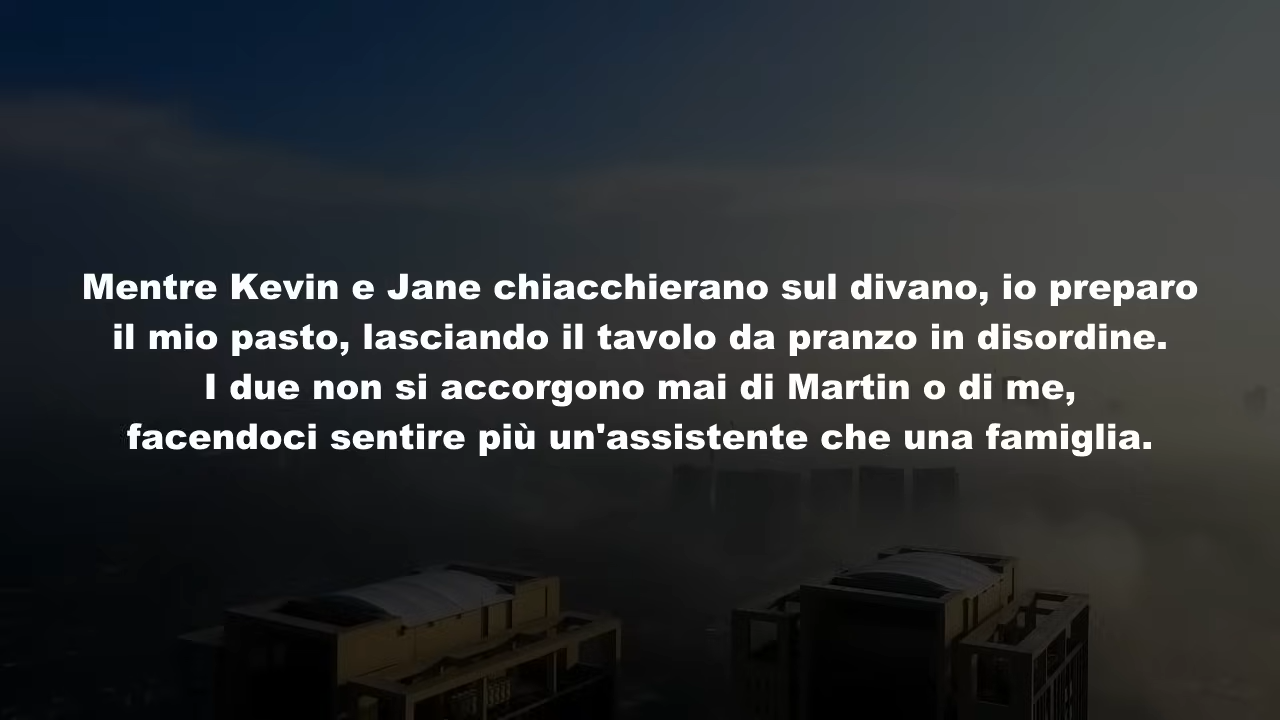 Mentre Kevin e Jane chiacchierano sul divano, io preparo
il mio pasto, lasciando il tavolo da pranzo in disordine.
I due non si accorgono mai di Martin o di me,
facendoci sentire più un'assistente che una famiglia.